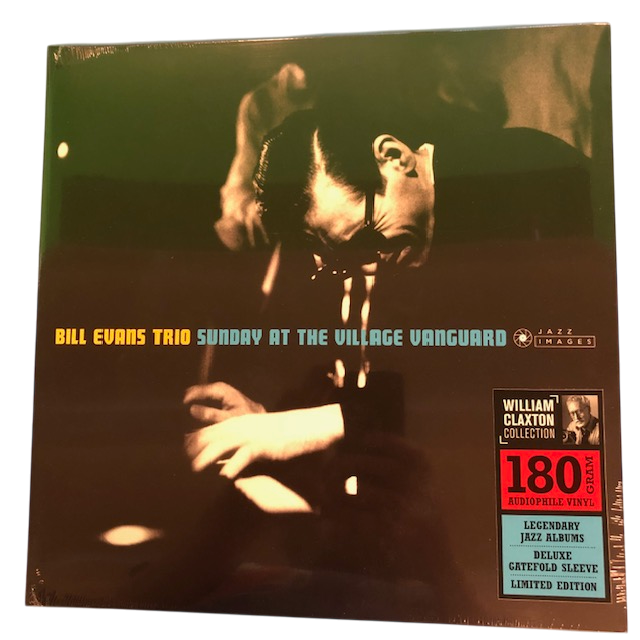 BILL EVANS TRIO SUNDAY AT THE VILLAGE VANGUARD
JAZZ
IMAGES
WILLIAM
CLAXTON
COLLECTION
180 GRAM
AUDIOPHILE VINYL
LEGENDARY
JAZZ ALBUMS
DELUXE
GATEFOLD SLEEVE
LIMITED EDITION